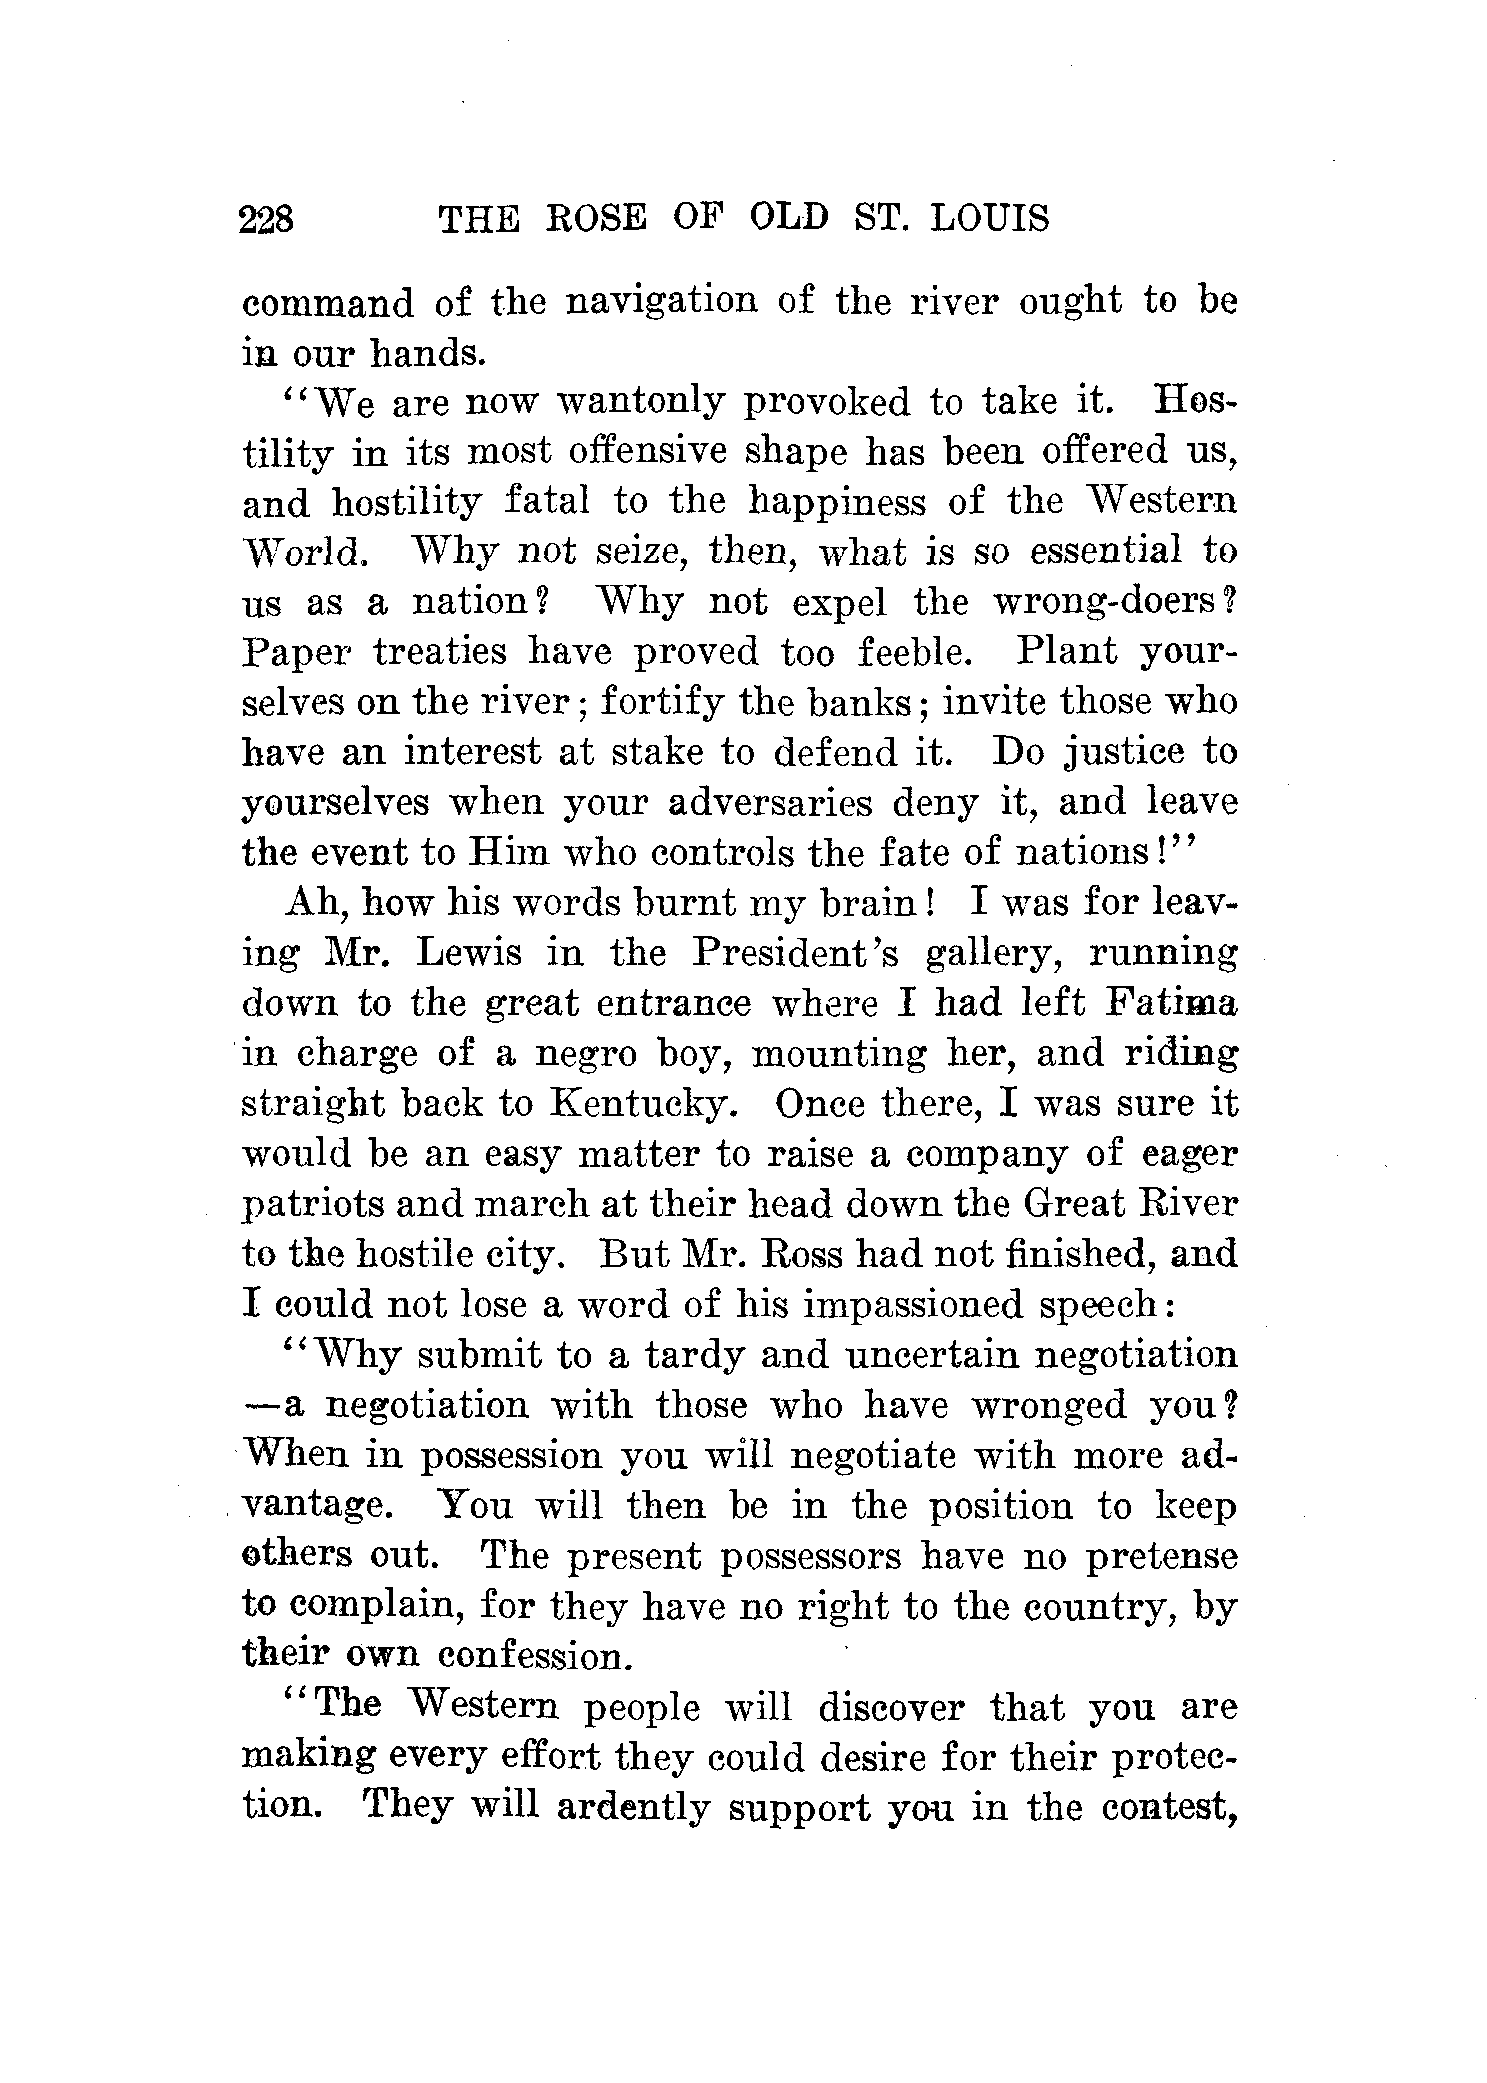 228 THE ROSE OF OLD ST. LOUIS
command of the navigation of the river ought to be
in our hands.
"We are now wantonly provoked to take it. Hos-
tility in its most offensive shape has been offered us,
and hostility fatal to the happiness of the Western
World. Why not seize, then, what is so essential to
us as a nation? Why not expel the wrong-doers?
Paper treaties have proved too feeble. Plant your-
selves on the river; fortify the banks; invite those who
have an interest at stake to defend it. Do justice to
yourselves when your adversaries deny it, and leave
the event to Him who controls the fate of nations!"
Ah, how his words burnt my brain! I was for leav-
ing Mr. Lewis in the President's gallery, running
down to the great entrance where I had left Fatima
in charge of a negro boy, mounting her, and riding
straight back to Kentucky. Once there, I was sure it
would be an easy matter to raise a company of eager
patriots and march at their head down the Great River
to the hostile city. But Mr. Ross had not finished, and
I could not lose a word of his impassioned speech:
"Why submit to a tardy and uncertain negotiation
—a negotiation with those who have wronged you?
When in possession you will negotiate with more ad-
vantage. You will then be in the position to keep
others out. The present possessors have no pretense
to complain, for they have no right to the country, by
their own confession.
"The Western people will discover that you are
making every effort they could desire for their protec-
tion. They will ardently support you in the contest,